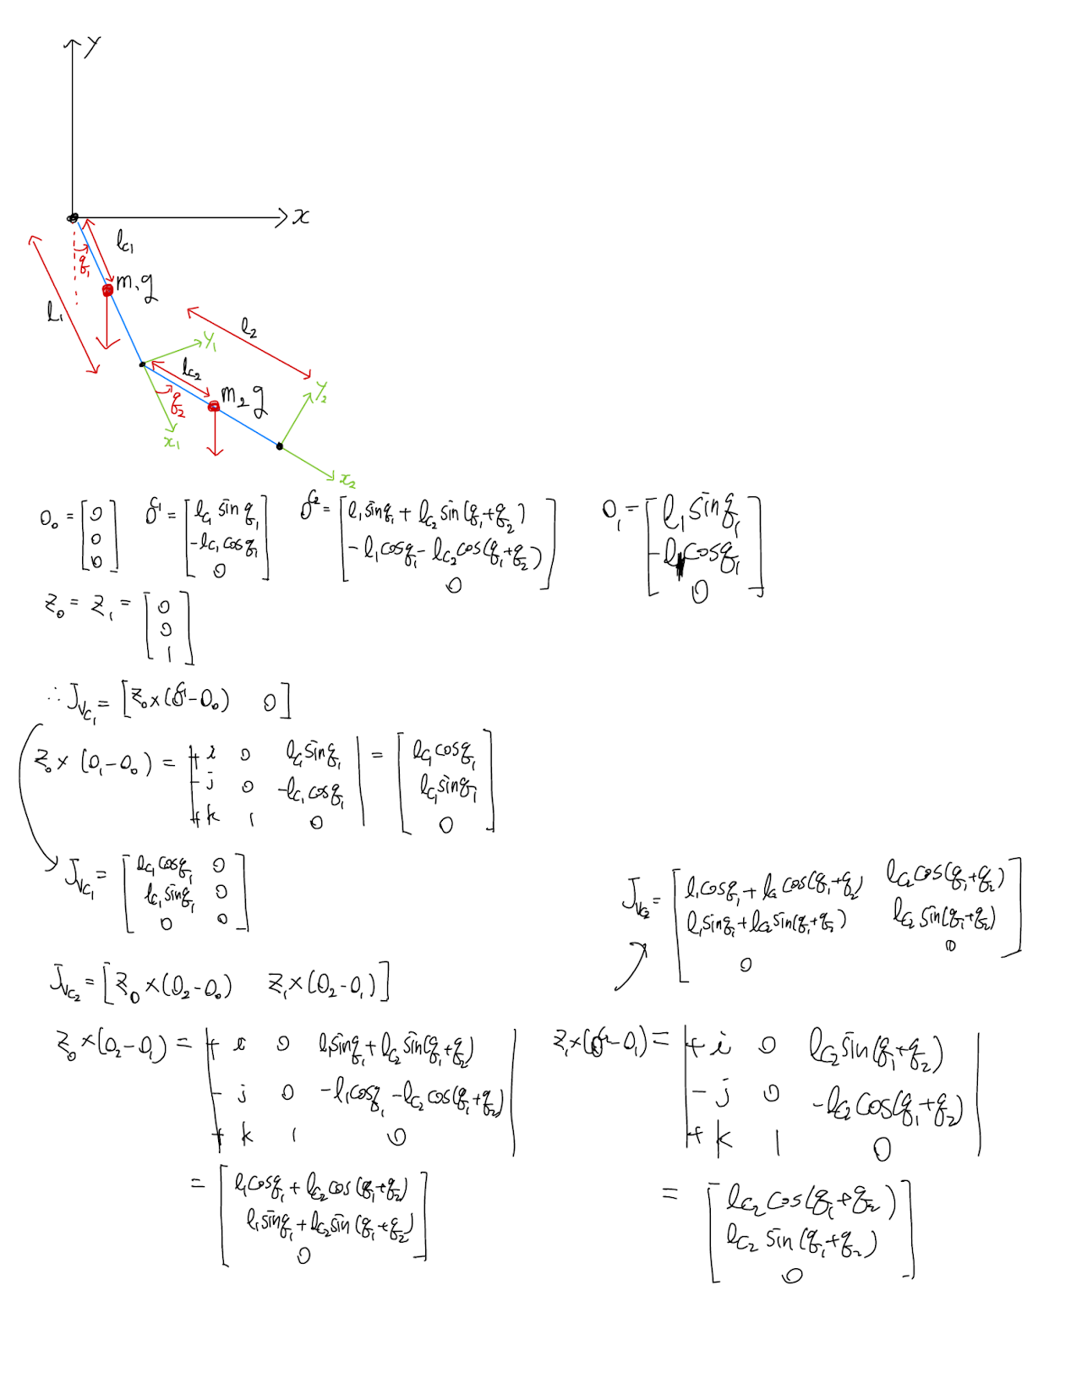 Y
x
l_c1
q_1
m_1g
l_1
l_2
Y_1
l_c2
m_2g
q_2
Y_2
x_1
x_2
O_0 = [0 0 0] σ^1 = [l_c1 sin q_1 -l_c1 cos q_1 0] σ^2 = [l_1 sin q_1 + l_c2 sin(q_1+q_2) -l_1 cos q_1 - l_c2 cos(q_1+q_2) 0] O_1 = [l_1 sin q_1 -l_1 cos q_1 0]
Z_0 = Z_1 = [0 0 1]
∴ J_vc1 = [Z_0×(σ^1-O_0) 0]
Z_0 × (O_1-O_0) = | +i 0 l_c1 sin q_1 -j 0 -l_c1 cos q_1 +k 1 0 | = [l_c1 cos q_1 l_c1 sin q_1 0]
J_vc1 = [l_c1 cos q_1 0 l_c1 sin q_1 0 0 0]
J_vc2 = [l_1 cos q_1 + l_c2 cos(q_1+q_2) l_c2 cos(q_1+q_2) l_1 sin q_1 + l_c2 sin(q_1+q_2) l_c2 sin(q_1+q_2) 0 0]
J_vc2 = [Z_0 × (O_2-O_0) Z_1 × (O_2-O_1)]
Z_0 × (O_2-O_1) = | +i 0 l_1 sin q_1 + l_c2 sin(q_1+q_2) -j 0 -l_1 cos q_1 - l_c2 cos(q_1+q_2) +k 1 0 |
= [l_1 cos q_1 + l_c2 cos(q_1+q_2) l_1 sin q_1 + l_c2 sin(q_1+q_2) 0]
Z_1 × (σ^2-O_1) = | +i 0 l_c2 sin(q_1+q_2) -j 0 -l_c2 cos(q_1+q_2) +k 1 0 |
= [l_c2 cos(q_1+q_2) l_c2 sin(q_1+q_2) 0]